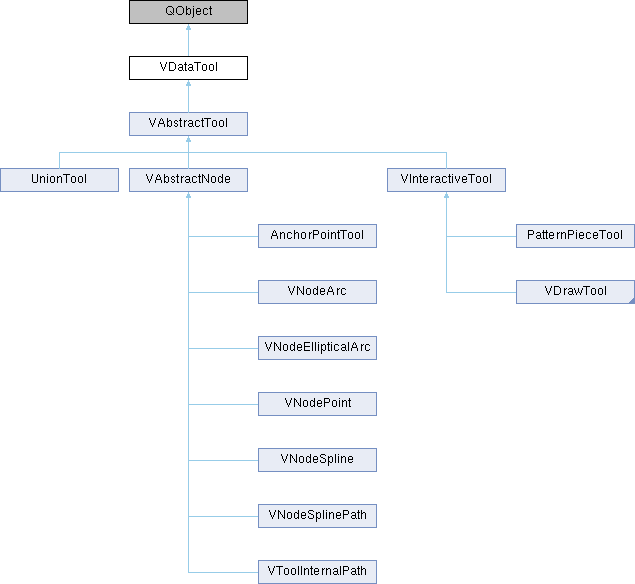 QObject
VDataTool
VAbstractTool
UnionTool
VAbstractNode
VInteractiveTool
AnchorPointTool
PatternPieceTool
VNodeArc
VDrawTool
VNodeEllipticalArc
VNodePoint
VNodeSpline
VNodeSplinePath
VToolInternalPath